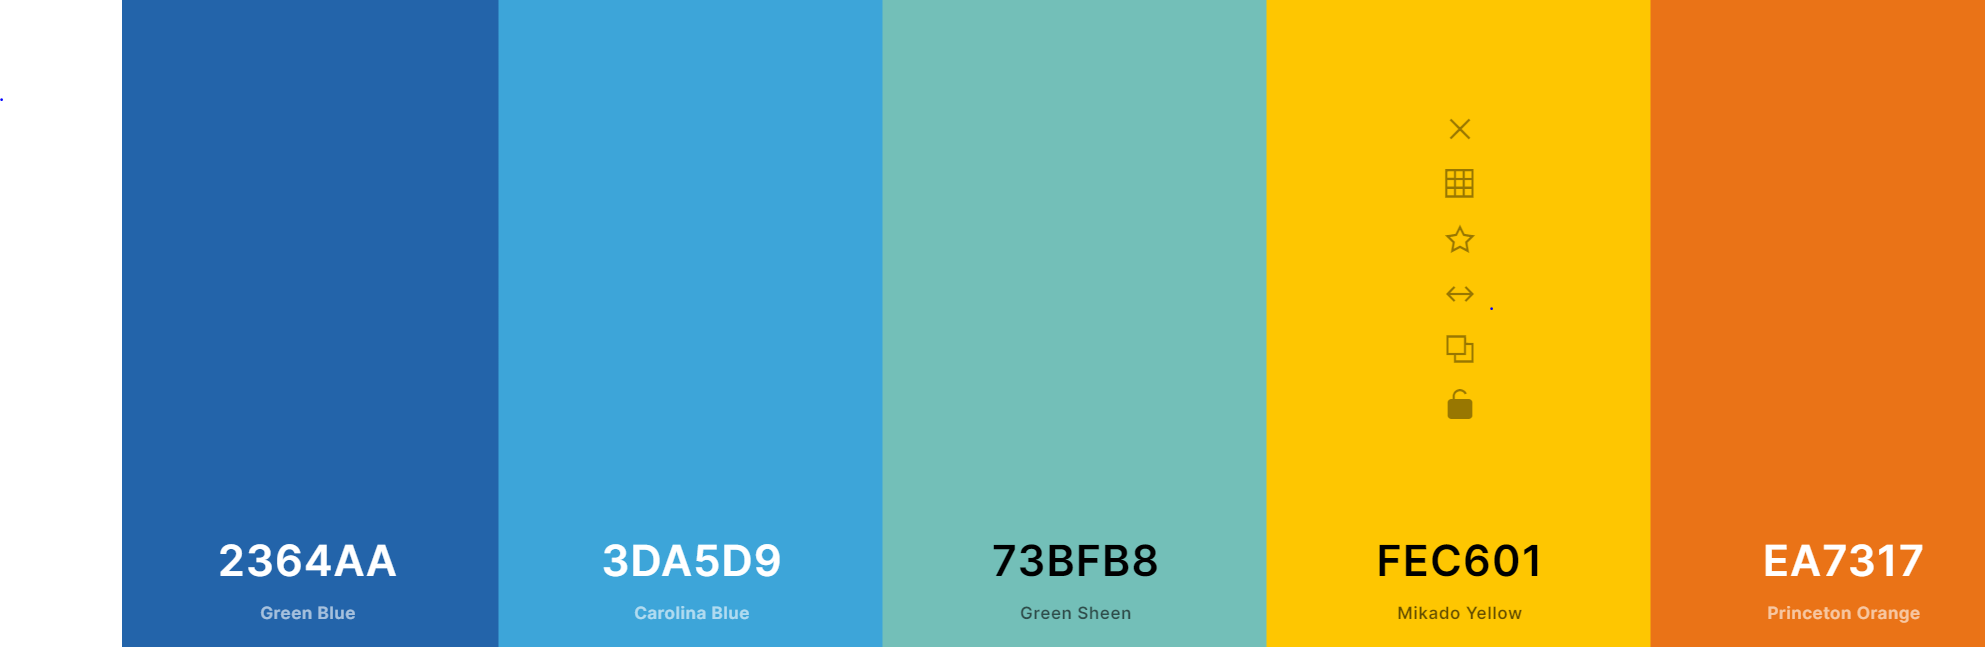 2364AA
Green Blue
3DA5D9
Carolina Blue
73BFB8
Green Sheen
FEC601
Mikado Yellow
EA7317
Princeton Orange